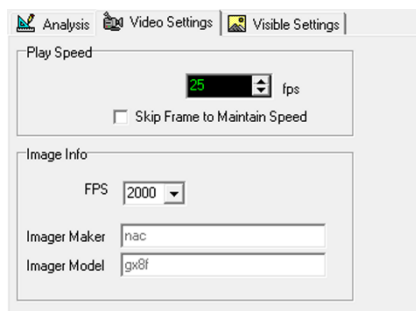 Analysis Video Settings Visible Settings
Play Speed
25 fps
Skip Frame to Maintain Speed
Image Info
FPS 2000
Imager Maker nac
Imager Model gx8f